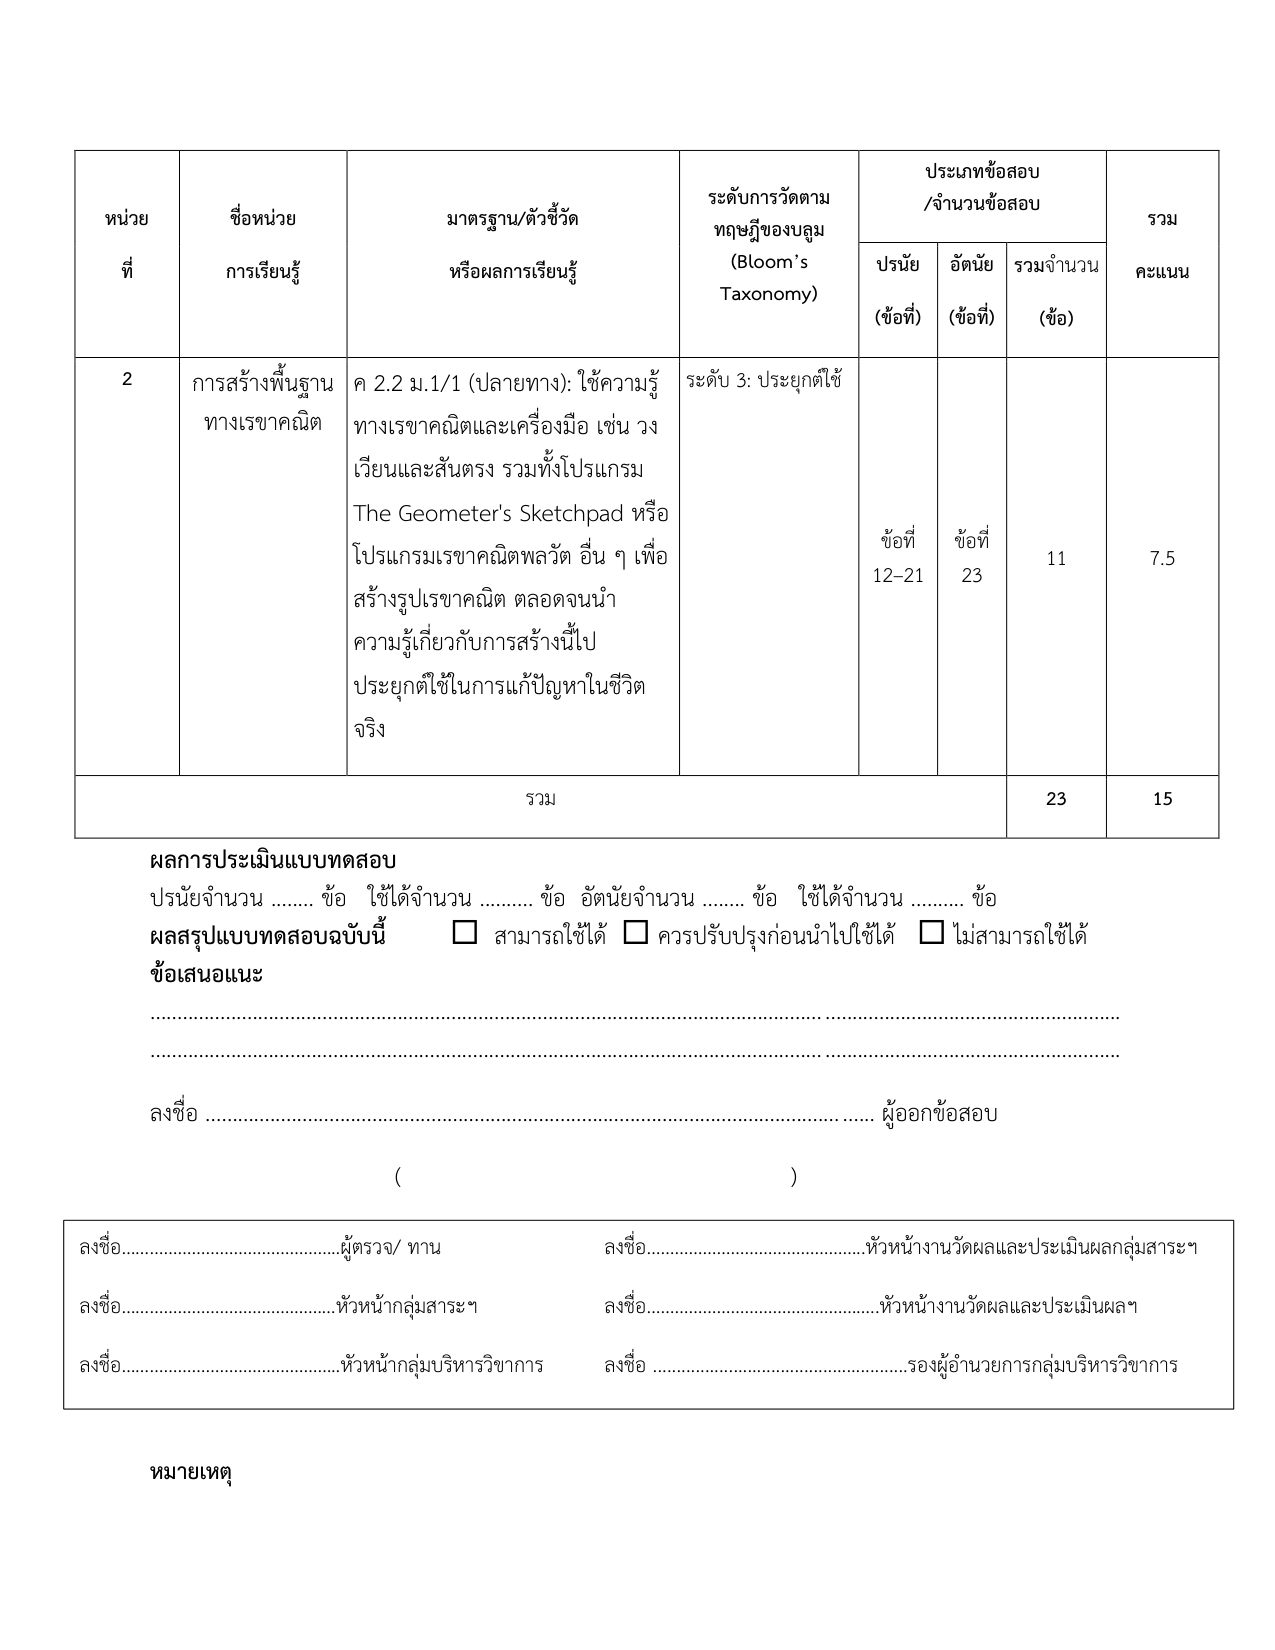 หน่วย
ที่
ชื่อหน่วย
การเรียนรู้
มาตรฐาน/ตัวชี้วัด
หรือผลการเรียนรู้
ระดับการวัดตาม
ทฤษฎีของบลูม
(Bloom's
Taxonomy)
ประเภทข้อสอบ
/จำนวนข้อสอบ
รวม
คะแนน
ปรนัย
(ข้อที่)
อัตนัย
(ข้อที่)
รวมจำนวน
(ข้อ)
2
การสร้างพื้นฐาน
ทางเรขาคณิต
ค 2.2 ม.1/1 (ปลายทาง): ใช้ความรู้
ทางเรขาคณิตและเครื่องมือ เช่น วง
เวียนและสันตรง รวมทั้งโปรแกรม
The Geometer's Sketchpad หรือ
โปรแกรมเรขาคณิตพลวัต อื่น ๆ เพื่อ
สร้างรูปเรขาคณิต ตลอดจนนำ
ความรู้เกี่ยวกับการสร้างนี้ไป
ประยุกต์ใช้ในการแก้ปัญหาในชีวิต
จริง
ระดับ 3: ประยุกต์ใช้
ข้อที่
12–21
ข้อที่
23
11
7.5
รวม
23
15
ผลการประเมินแบบทดสอบ
ปรนัยจำนวน ........ ข้อ ใช้ได้จำนวน .......... ข้อ อัตนัยจำนวน ........ ข้อ ใช้ได้จำนวน .......... ข้อ
ผลสรุปแบบทดสอบฉบับนี้ ☐ สามารถใช้ได้ ☐ ควรปรับปรุงก่อนนำไปใช้ได้ ☐ ไม่สามารถใช้ได้
ข้อเสนอแนะ
....................................................................................................................................................................................
....................................................................................................................................................................................
ลงชื่อ ............................................................................................................................ ผู้ออกข้อสอบ
( )
ลงชื่อ...............................................ผู้ตรวจ/ ทาน
ลงชื่อ...............................................หัวหน้างานวัดผลและประเมินผลกลุ่มสาระฯ
ลงชื่อ..............................................หัวหน้ากลุ่มสาระฯ
ลงชื่อ..................................................หัวหน้างานวัดผลและประเมินผลฯ
ลงชื่อ...............................................หัวหน้ากลุ่มบริหารวิขาการ
ลงชื่อ .......................................................รองผู้อำนวยการกลุ่มบริหารวิขาการ
หมายเหตุ